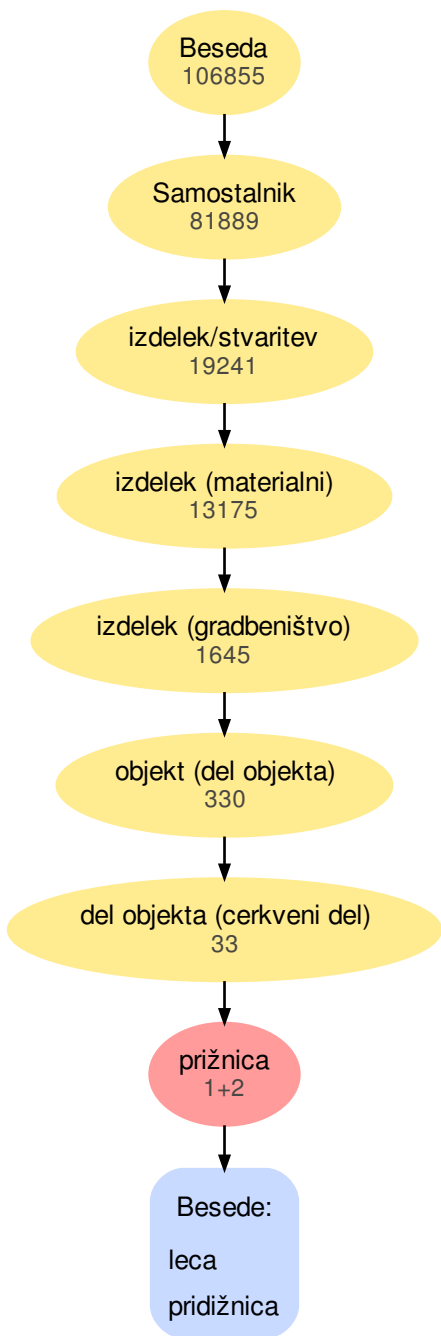 Beseda
106855
Samostalnik
81889
izdelek/stvaritev
19241
izdelek (materialni)
13175
izdelek (gradbeništvo)
1645
objekt (del objekta)
330
del objekta (cerkveni del)
33
prižnica
1+2
Besede:
leca
pridižnica